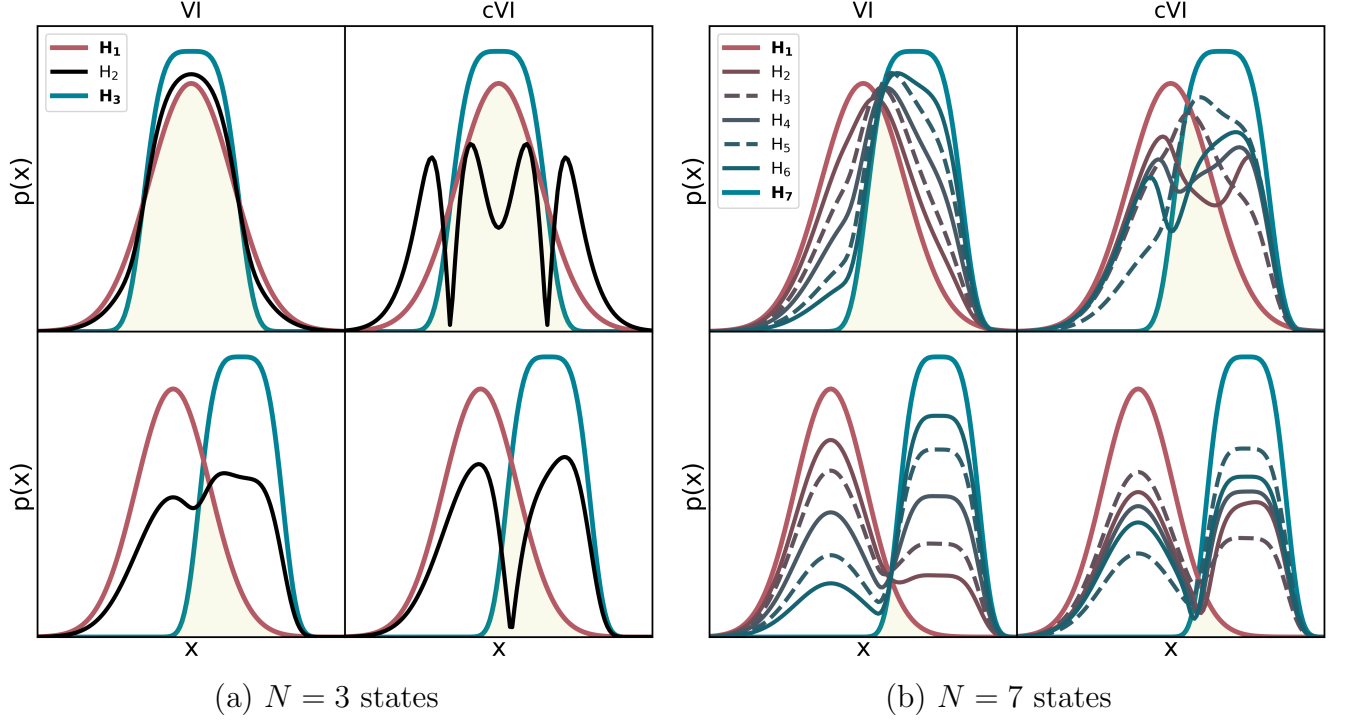 VI cVI VI cVI
H₁
H₂
H₃
H₁
H₂
H₃
H₄
H₅
H₆
H₇
p(x) p(x)
p(x) p(x)
x x x x
(a) N = 3 states (b) N = 7 states